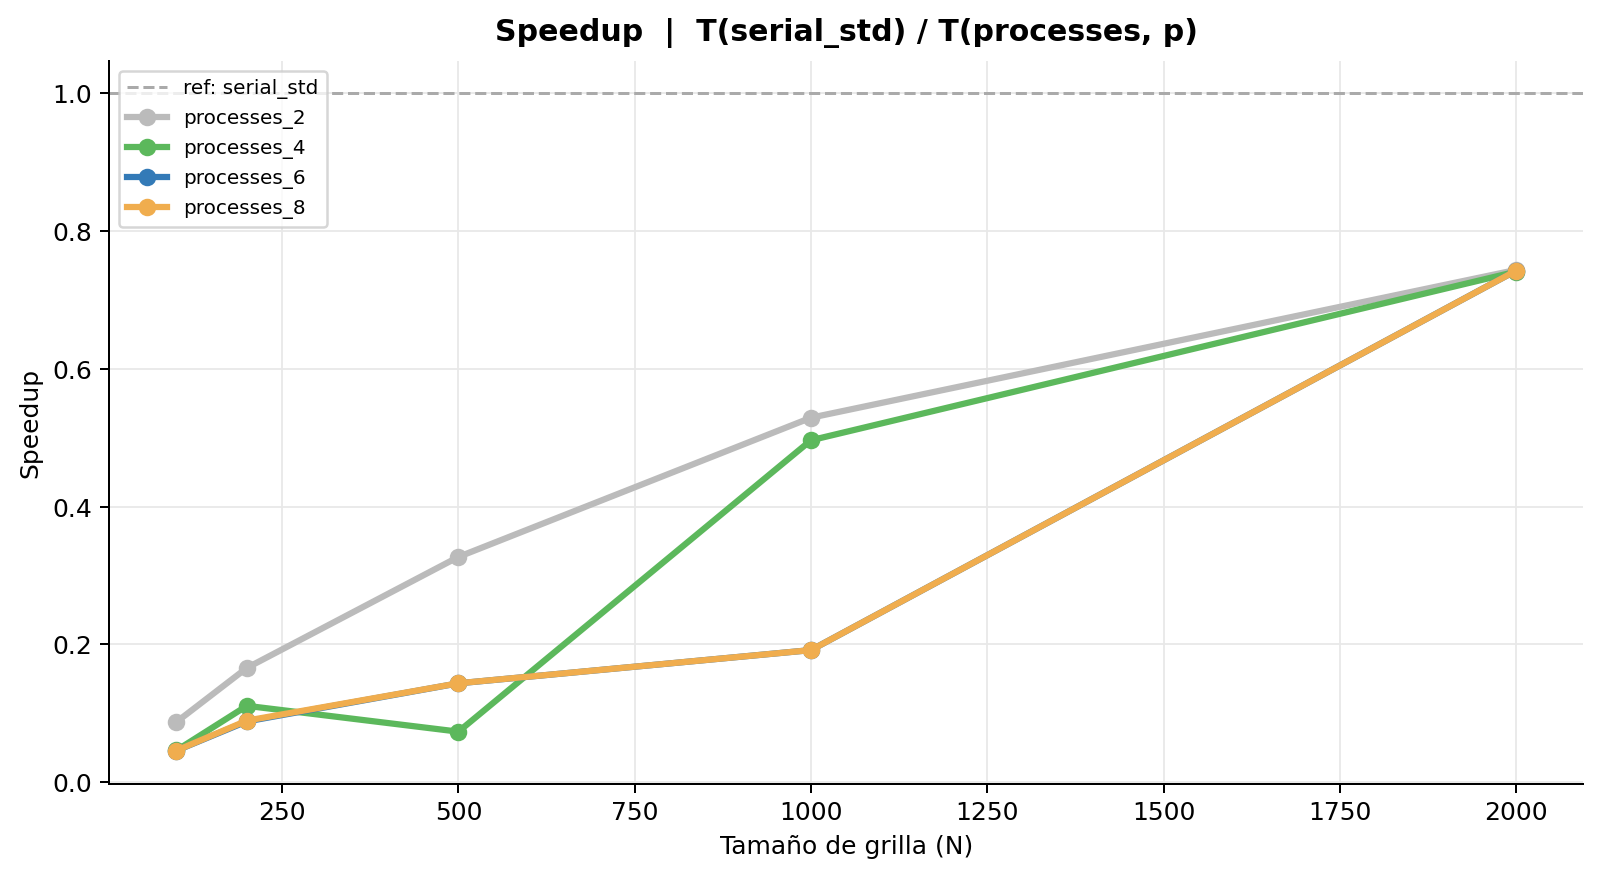 Speedup | T(serial_std) / T(processes, p)
ref: serial_std
processes_2
processes_4
processes_6
processes_8
Speedup
1.0
0.8
0.6
0.4
0.2
0.0
250 500 750 1000 1250 1500 1750 2000
Tamaño de grilla (N)